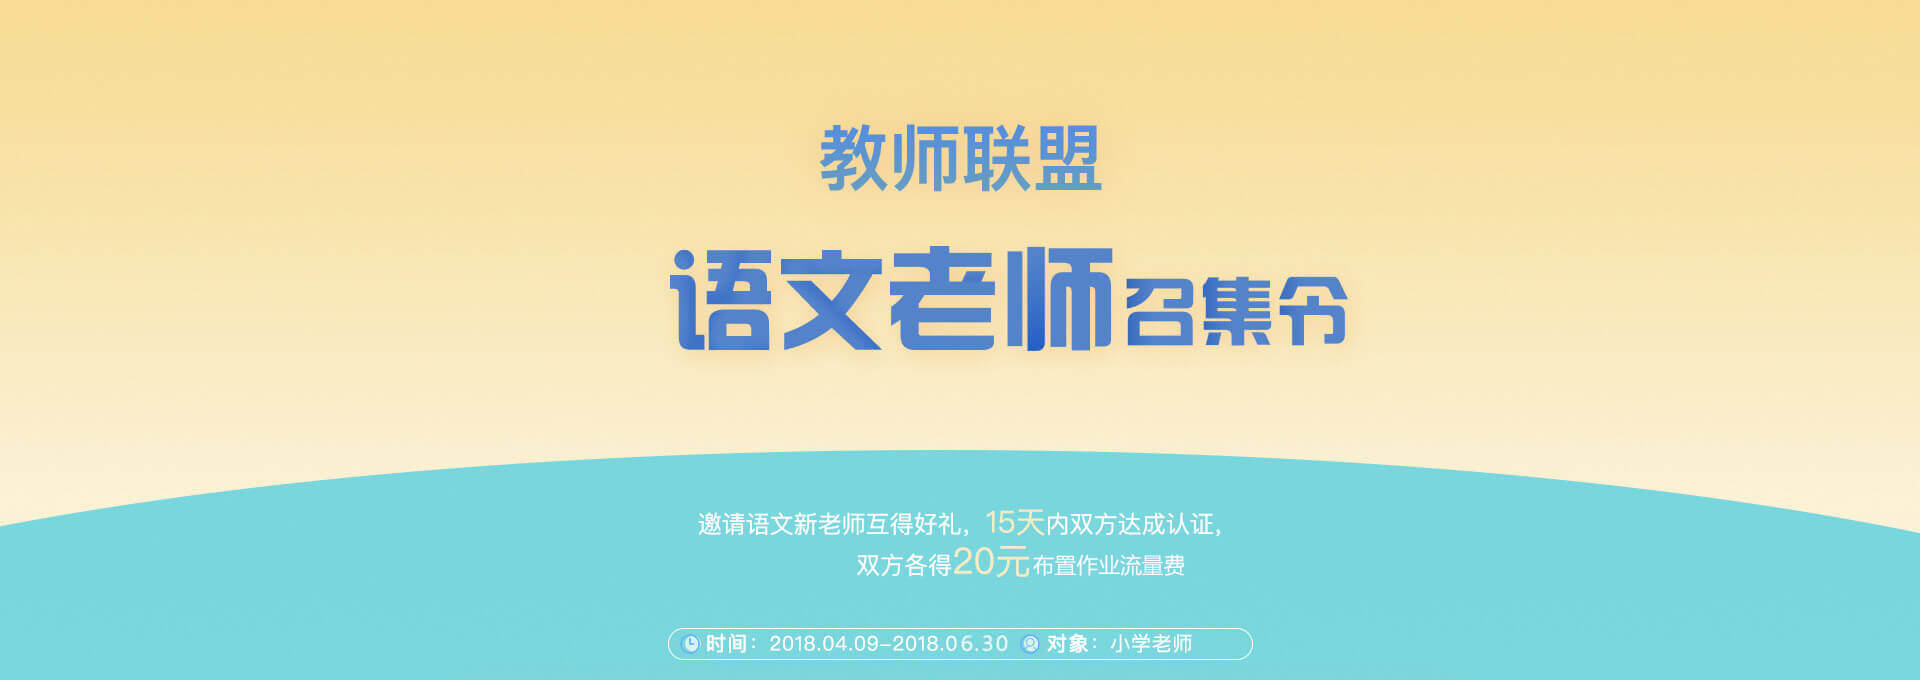 教师联盟
语文老师召集令
邀请语文新老师互得好礼，15天内双方达成认证，
双方各得20元布置作业流量费
时间：2018.04.09-2018.06.30 对象：小学老师